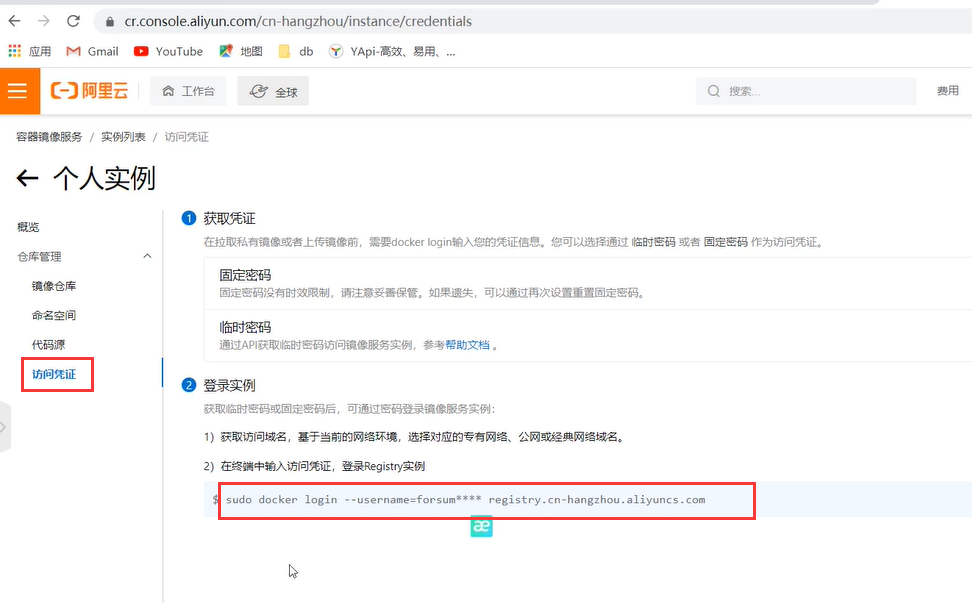 cr.console.aliyun.com/cn-hangzhou/instance/credentials
应用 Gmail YouTube 地图 db YApi-高效、易用、...
阿里云 工作台 全球 搜索... 费用
容器镜像服务 / 实例列表 / 访问凭证
个人实例
概览
仓库管理
镜像仓库
命名空间
代码源
访问凭证
1 获取凭证
在拉取私有镜像或者上传镜像前，需要docker login输入您的凭证信息。您可以选择通过 临时密码 或者 固定密码 作为访问凭证。
固定密码
固定密码没有时效限制，请注意妥善保管。如果遗失，可以通过再次设置重置固定密码。
临时密码
通过API获取临时密码访问镜像服务实例，参考帮助文档 。
2 登录实例
获取临时密码或固定密码后，可通过密码登录镜像服务实例：
1) 获取访问域名，基于当前的网络环境，选择对应的专有网络、公网或经典网络域名。
2) 在终端中输入访问凭证，登录Registry实例
$ sudo docker login --username=forsum**** registry.cn-hangzhou.aliyuncs.com
æ